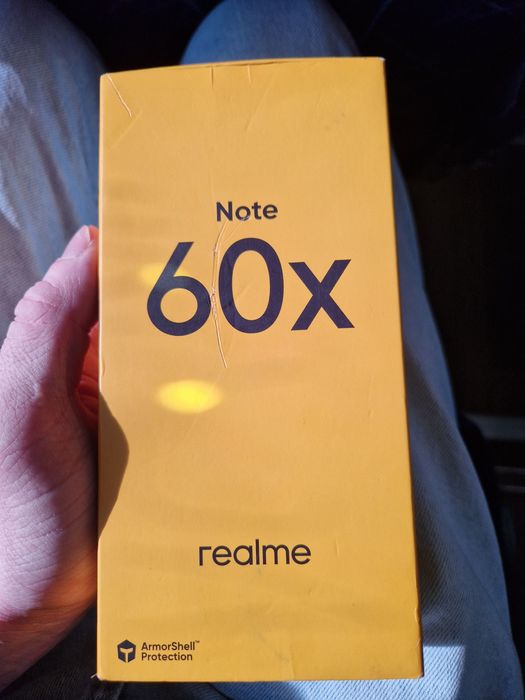 Note
60x
realme
ArmorShell™
Protection